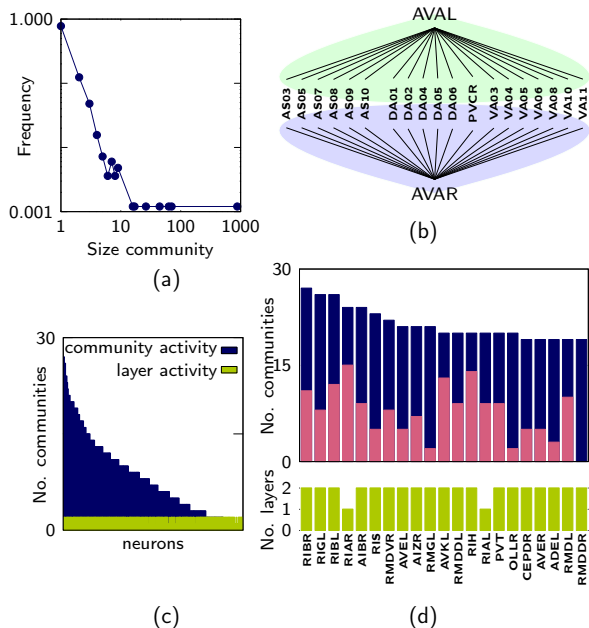 1.000
0.001
Frequency
1 10 100 1000
Size community
(a)
AVAL
AS03 AS05 AS07 AS08 AS09 AS10 DA01 DA02 DA04 DA05 DA06 PVCR VA03 VA04 VA05 VA06 VA08 VA10 VA11
AVAR
(b)
30
0
No. communities
community activity
layer activity
neurons
(c)
30
15
0
No. communities
2
1
0
No. layers
RIBR RIGL RIBL RIAR AIBR RIS RMDVR AVEL AIZR RMGL AVKL RMDDL RIH RIAL PVT OLLR CEPDR AVER ADEL RMDL RMDDR
(d)